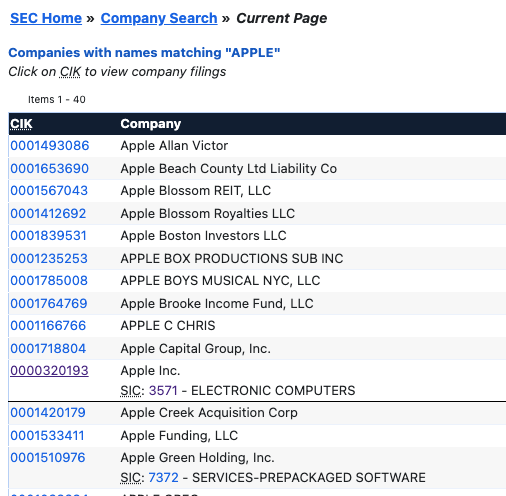 SEC Home » Company Search » Current Page
Companies with names matching "APPLE"
Click on CIK to view company filings
Items 1 - 40
CIK Company
0001493086 Apple Allan Victor
0001653690 Apple Beach County Ltd Liability Co
0001567043 Apple Blossom REIT, LLC
0001412692 Apple Blossom Royalties LLC
0001839531 Apple Boston Investors LLC
0001235253 APPLE BOX PRODUCTIONS SUB INC
0001785008 APPLE BOYS MUSICAL NYC, LLC
0001764769 Apple Brooke Income Fund, LLC
0001166766 APPLE C CHRIS
0001718804 Apple Capital Group, Inc.
0000320193 Apple Inc.
SIC: 3571 - ELECTRONIC COMPUTERS
0001420179 Apple Creek Acquisition Corp
0001533411 Apple Funding, LLC
0001510976 Apple Green Holding, Inc.
SIC: 7372 - SERVICES-PREPACKAGED SOFTWARE